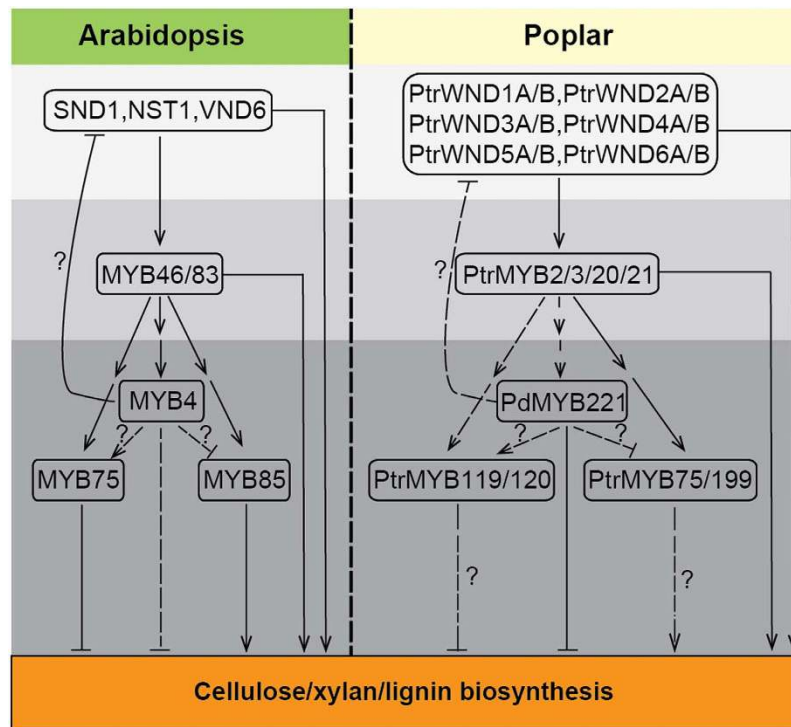 Arabidopsis
Poplar
SND1,NST1,VND6
PtrWND1A/B,PtrWND2A/B
PtrWND3A/B,PtrWND4A/B
PtrWND5A/B,PtrWND6A/B
?
?
MYB46/83
PtrMYB2/3/20/21
MYB4
PdMYB221
?
?
?
?
MYB75
MYB85
PtrMYB119/120
PtrMYB75/199
?
?
Cellulose/xylan/lignin biosynthesis